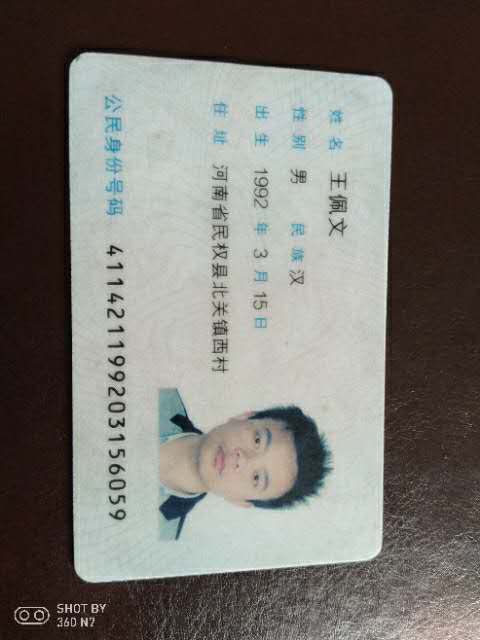 姓名 王佩文
性别 男 民族 汉
出生 1992 年 3 月 15 日
住址 河南省民权县北关镇西村
公民身份号码 411421199203156059
SHOT BY
360 N7